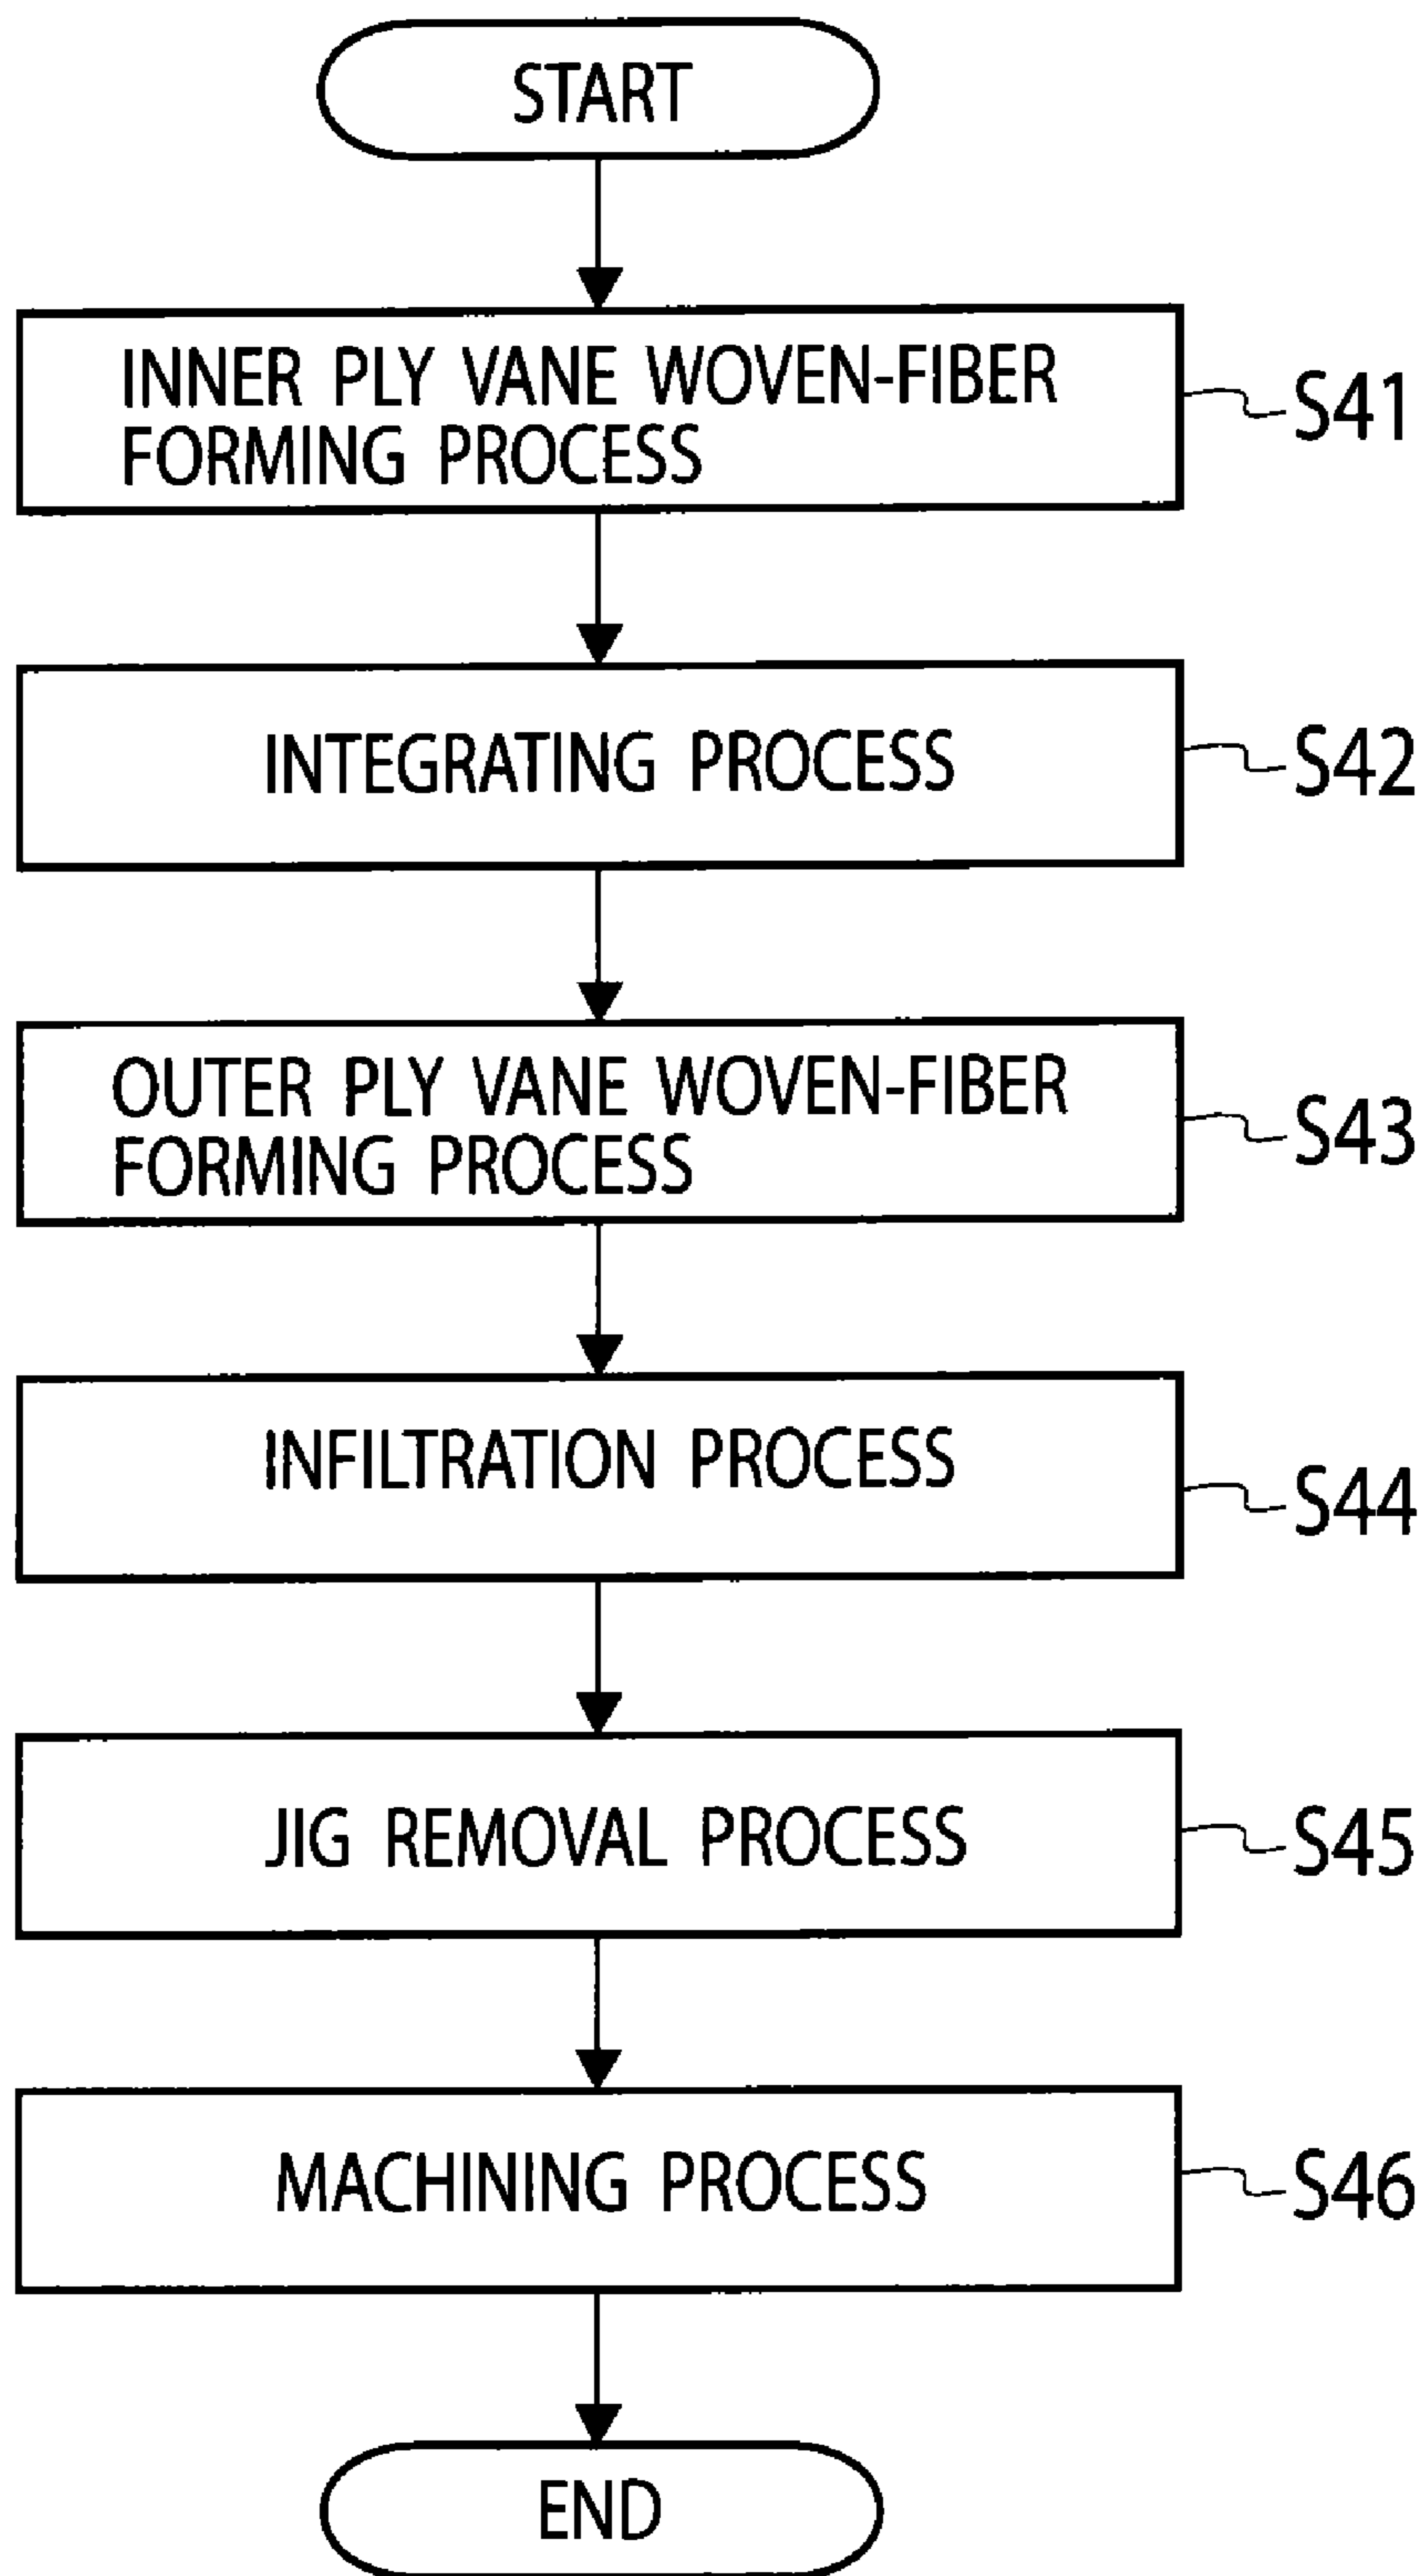 START
INNER PLY VANE WOVEN-FIBER
FORMING PROCESS
S41
INTEGRATING PROCESS
S42
OUTER PLY VANE WOVEN-FIBER
FORMING PROCESS
S43
INFILTRATION PROCESS
S44
JIG REMOVAL PROCESS
S45
MACHINING PROCESS
S46
END